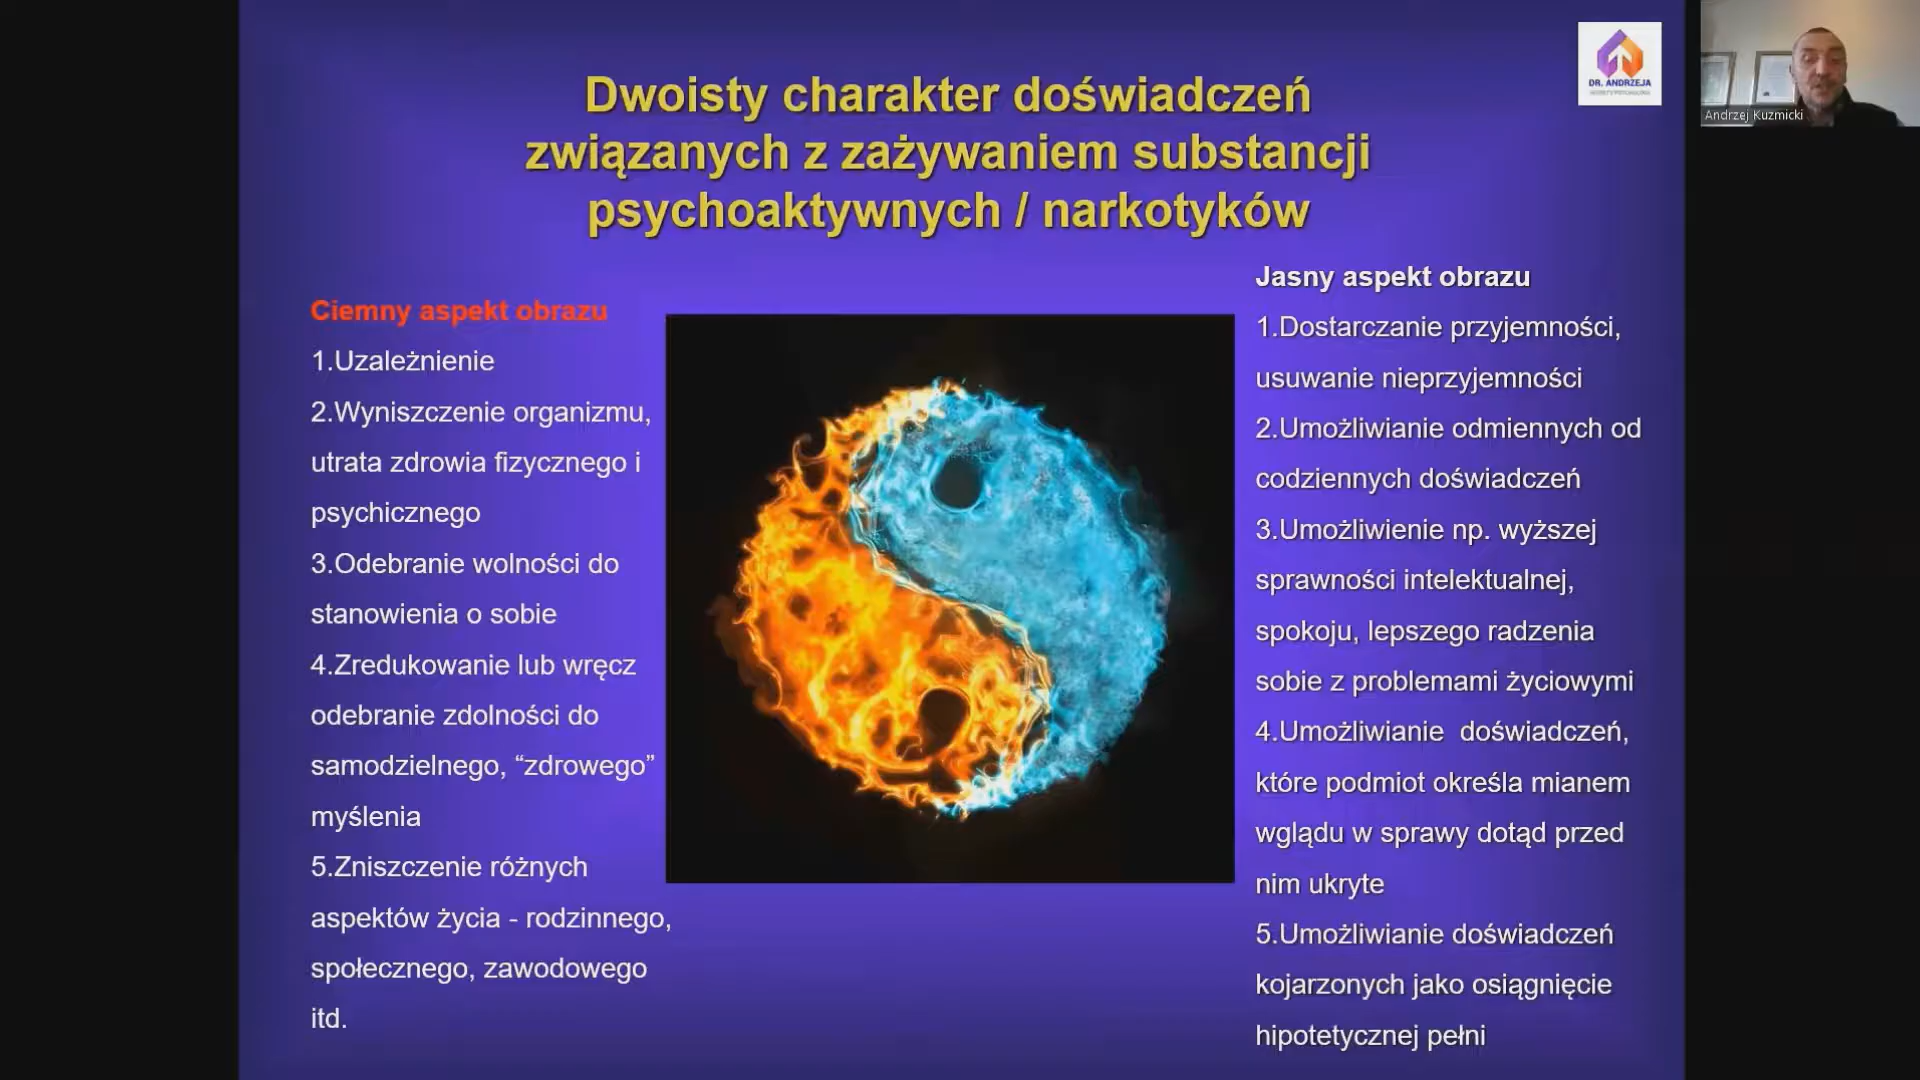 Dwoisty charakter doświadczeń
związanych z zażywaniem substancji
psychoaktywnych / narkotyków
DR. ANDRZEJA
Andrzej Kuzmicki
Ciemny aspekt obrazu
1.Uzależnienie
2.Wyniszczenie organizmu,
utrata zdrowia fizycznego i
psychicznego
3.Odebranie wolności do
stanowienia o sobie
4.Zredukowanie lub wręcz
odebranie zdolności do
samodzielnego, “zdrowego”
myślenia
5.Zniszczenie różnych
aspektów życia - rodzinnego,
społecznego, zawodowego
itd.
Jasny aspekt obrazu
1.Dostarczanie przyjemności,
usuwanie nieprzyjemności
2.Umożliwianie odmiennych od
codziennych doświadczeń
3.Umożliwienie np. wyższej
sprawności intelektualnej,
spokoju, lepszego radzenia
sobie z problemami życiowymi
4.Umożliwianie  doświadczeń,
które podmiot określa mianem
wglądu w sprawy dotąd przed
nim ukryte
5.Umożliwianie doświadczeń
kojarzonych jako osiągnięcie
hipotetycznej pełni